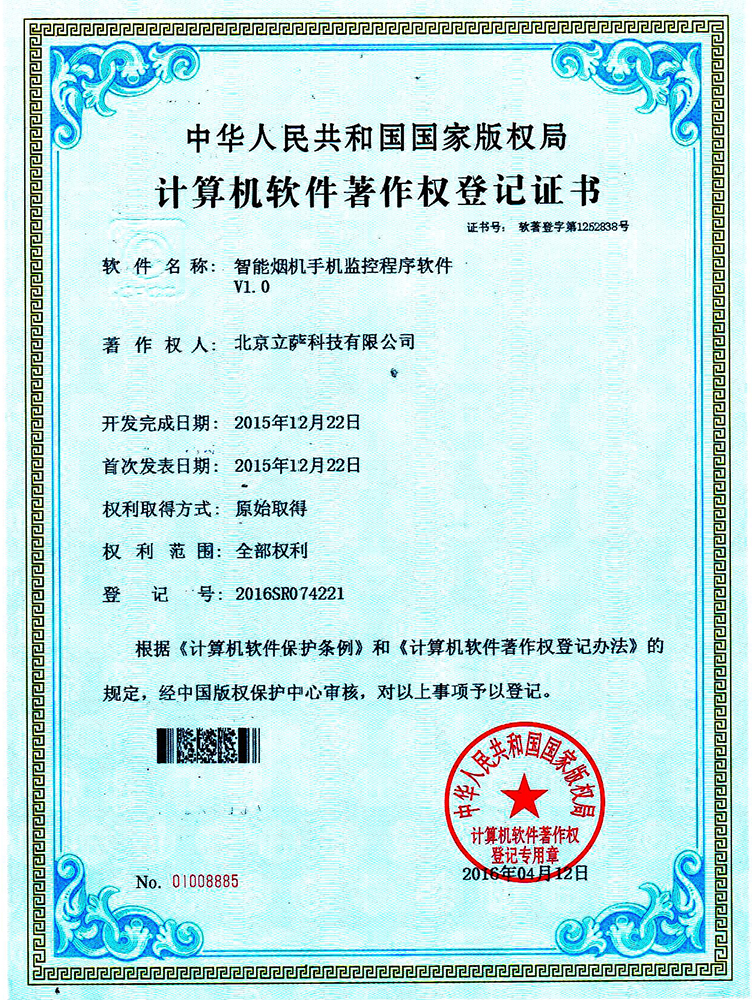 中华人民共和国国家版权局
计算机软件著作权登记证书
证书号： 软著登字第1252838号
软件名称： 智能烟机手机监控程序软件
V1.0
著作权人： 北京立萨科技有限公司
开发完成日期： 2015年12月22日
首次发表日期： 2015年12月22日
权利取得方式： 原始取得
权利范围： 全部权利
登记号： 2016SR074221
根据《计算机软件保护条例》和《计算机软件著作权登记办法》的
规定，经中国版权保护中心审核，对以上事项予以登记。
中华人民共和国国家版权局
计算机软件著作权
登记专用章
2016年04月12日
No. 01008885